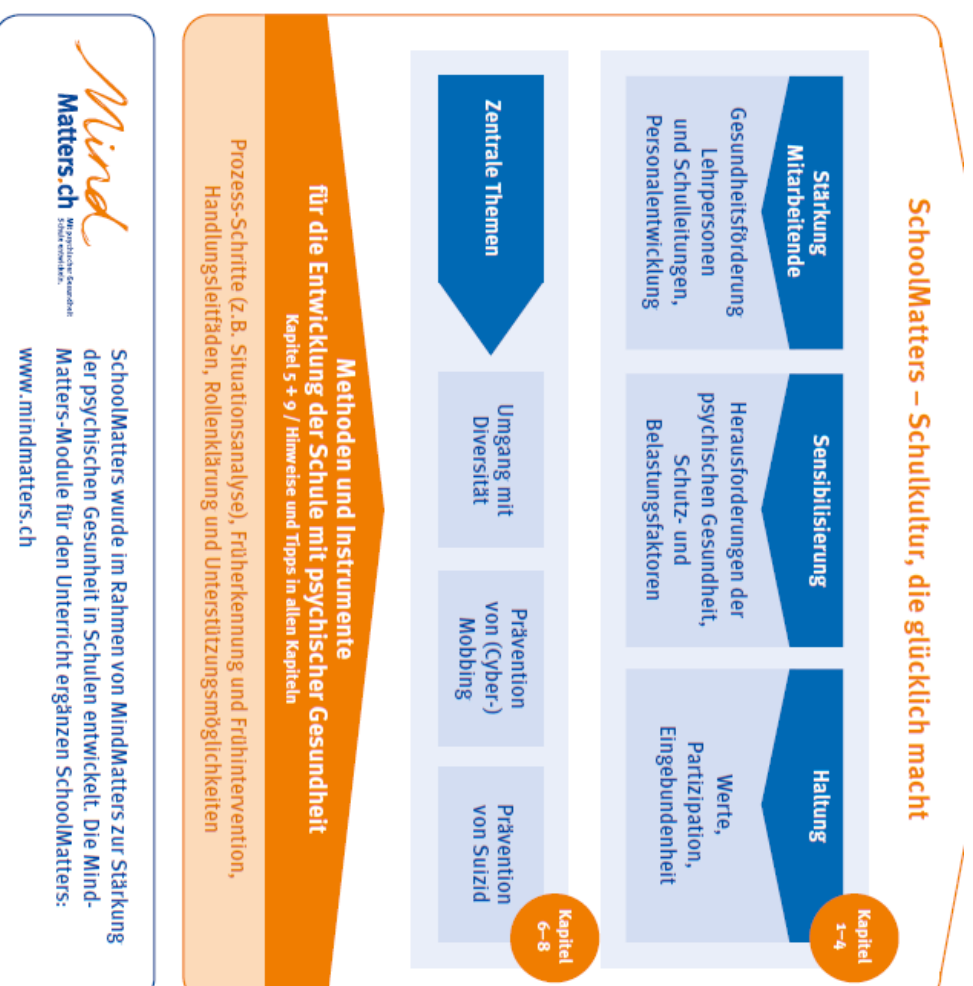 SchoolMatters – Schulkultur, die glücklich macht
Stärkung
Mitarbeitende
Gesundheitsförderung
Lehrpersonen
und Schulleitungen,
Personalentwicklung
Sensibilisierung
Herausforderungen der
psychischen Gesundheit,
Schutz- und
Belastungsfaktoren
Haltung
Werte,
Partizipation,
Eingebundenheit
Kapitel
1–4
Zentrale Themen
Umgang mit
Diversität
Prävention
von (Cyber-)
Mobbing
Prävention
von Suizid
Kapitel
6–8
Methoden und Instrumente
für die Entwicklung der Schule mit psychischer Gesundheit
Kapitel 5 + 9 / Hinweise und Tipps in allen Kapiteln
Prozess-Schritte (z.B. Situationsanalyse), Früherkennung und Frühintervention,
Handlungsleitfäden, Rollenklärung und Unterstützungsmöglichkeiten
Mind
Matters.ch
Mit psychischer Gesundheit
Schule entwickeln.
SchoolMatters wurde im Rahmen von MindMatters zur Stärkung
der psychischen Gesunheit in Schulen entwickelt. Die Mind-
Matters-Module für den Unterricht ergänzen SchoolMatters:
www.mindmatters.ch